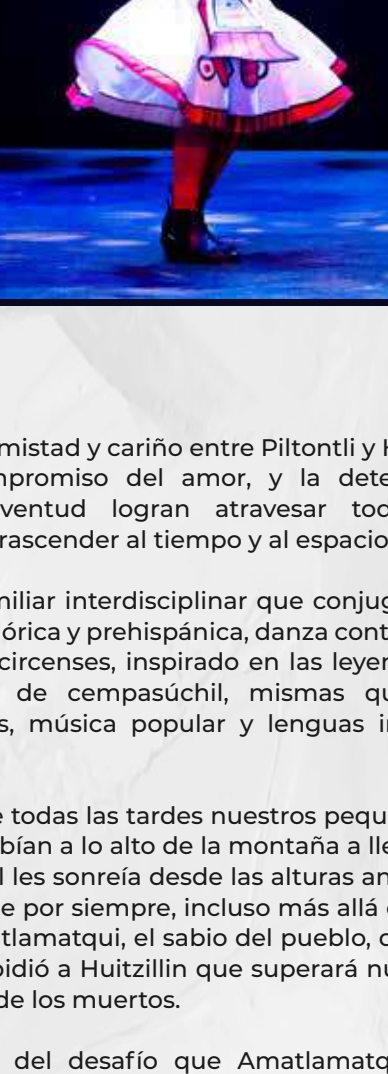 mistad y cariño entre Piltontli y H
mpromiso del amor, y la dete
ventud logran atravesar tod
rascender al tiempo y al espacio
miliar interdisciplinar que conjug
órica y prehispánica, danza cont
circenses, inspirado en las leyer
de cempasúchil, mismas qu
s, música popular y lenguas in
e todas las tardes nuestros pequ
bían a lo alto de la montaña a lle
l les sonreía desde las alturas an
e por siempre, incluso más allá
tlamatqui, el sabio del pueblo, c
pidió a Huitzillin que superará nu
de los muertos.
del desafío que Amatlamatq